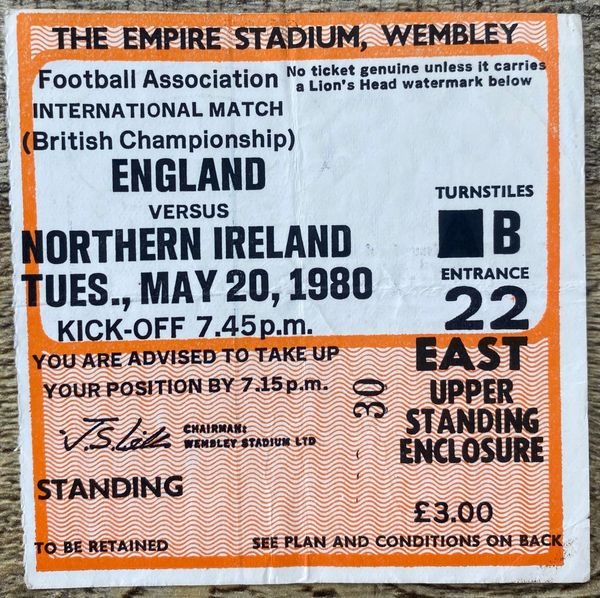 THE EMPIRE STADIUM, WEMBLEY
Football Association
No ticket genuine unless it carries
a Lion's Head watermark below
INTERNATIONAL MATCH
(British Championship)
ENGLAND
VERSUS
NORTHERN IRELAND
TUES., MAY 20, 1980
KICK-OFF 7.45p.m.
TURNSTILES
B
ENTRANCE
22
YOU ARE ADVISED TO TAKE UP
YOUR POSITION BY 7.15p.m.
EAST
UPPER
STANDING
ENCLOSURE
30
CHAIRMAN:
WEMBLEY STADIUM LTD
STANDING
£3.00
TO BE RETAINED
SEE PLAN AND CONDITIONS ON BACK